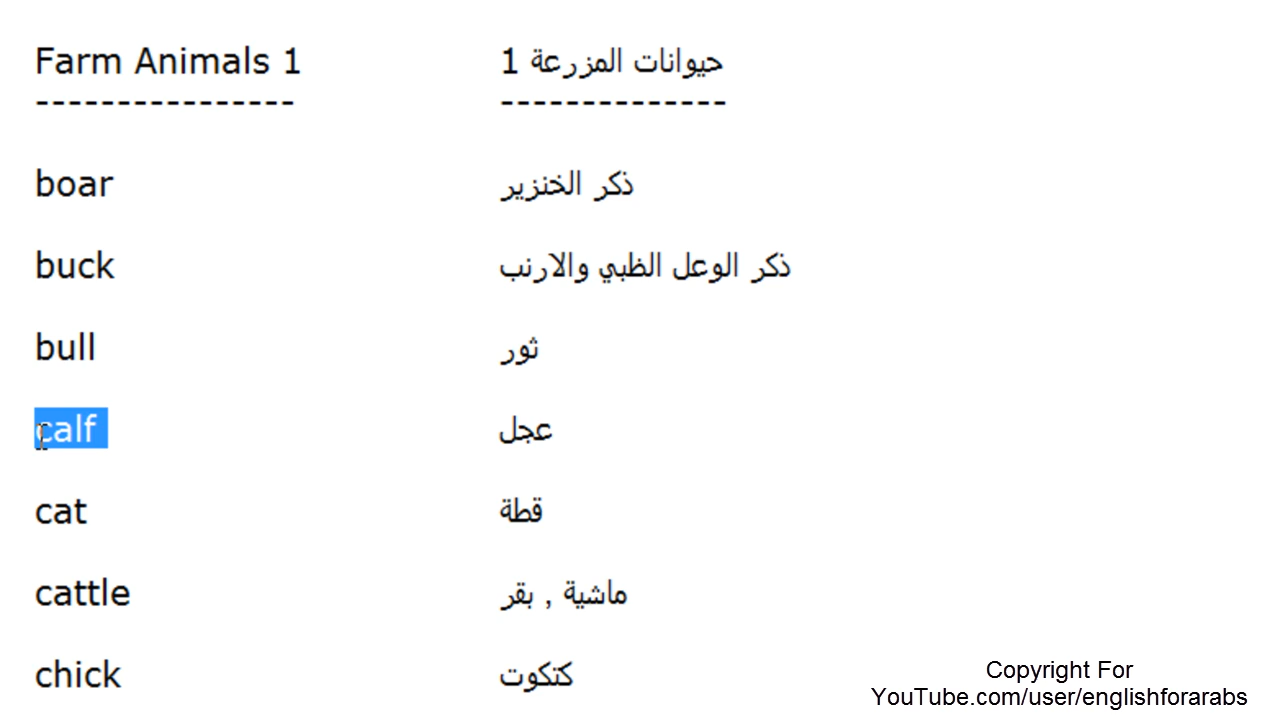 Farm Animals 1 حيوانات المزرعة 1
---------------- --------------
boar ذكر الخنزير
buck ذكر الوعل الظبي والارنب
bull ثور
calf عجل
cat قطة
cattle ماشية , بقر
chick كتكوت
Copyright For
YouTube.com/user/englishforarabs